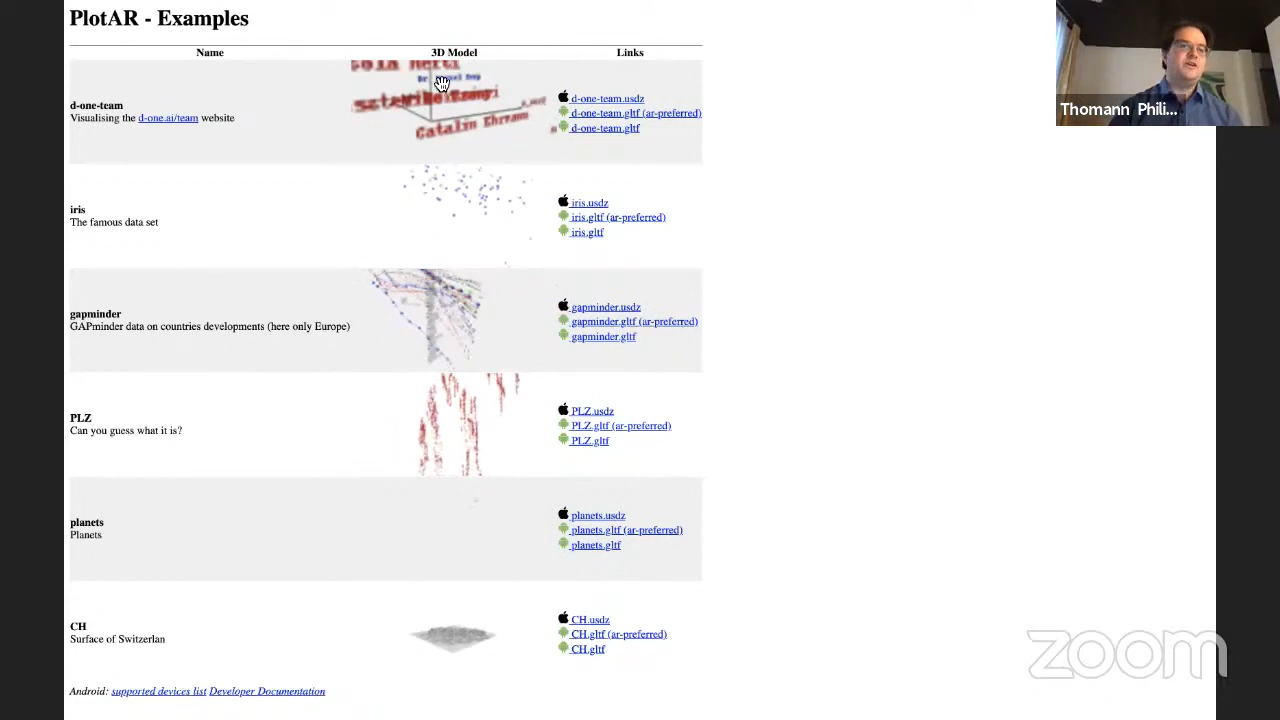 PlotAR - Examples
Name 3D Model Links
d-one-team
Visualising the d-one.ai/team website
Catalin Ehrmann
d-one-team.usdz
d-one-team.gltf (ar-preferred)
d-one-team.gltf
iris
The famous data set
iris.usdz
iris.gltf (ar-preferred)
iris.gltf
gapminder
GAPminder data on countries developments (here only Europe)
gapminder.usdz
gapminder.gltf (ar-preferred)
gapminder.gltf
PLZ
Can you guess what it is?
PLZ.usdz
PLZ.gltf (ar-preferred)
PLZ.gltf
planets
Planets
planets.usdz
planets.gltf (ar-preferred)
planets.gltf
CH
Surface of Switzerlan
CH.usdz
CH.gltf (ar-preferred)
CH.gltf
Android: supported devices list Developer Documentation
Thomann Phili...
zoom